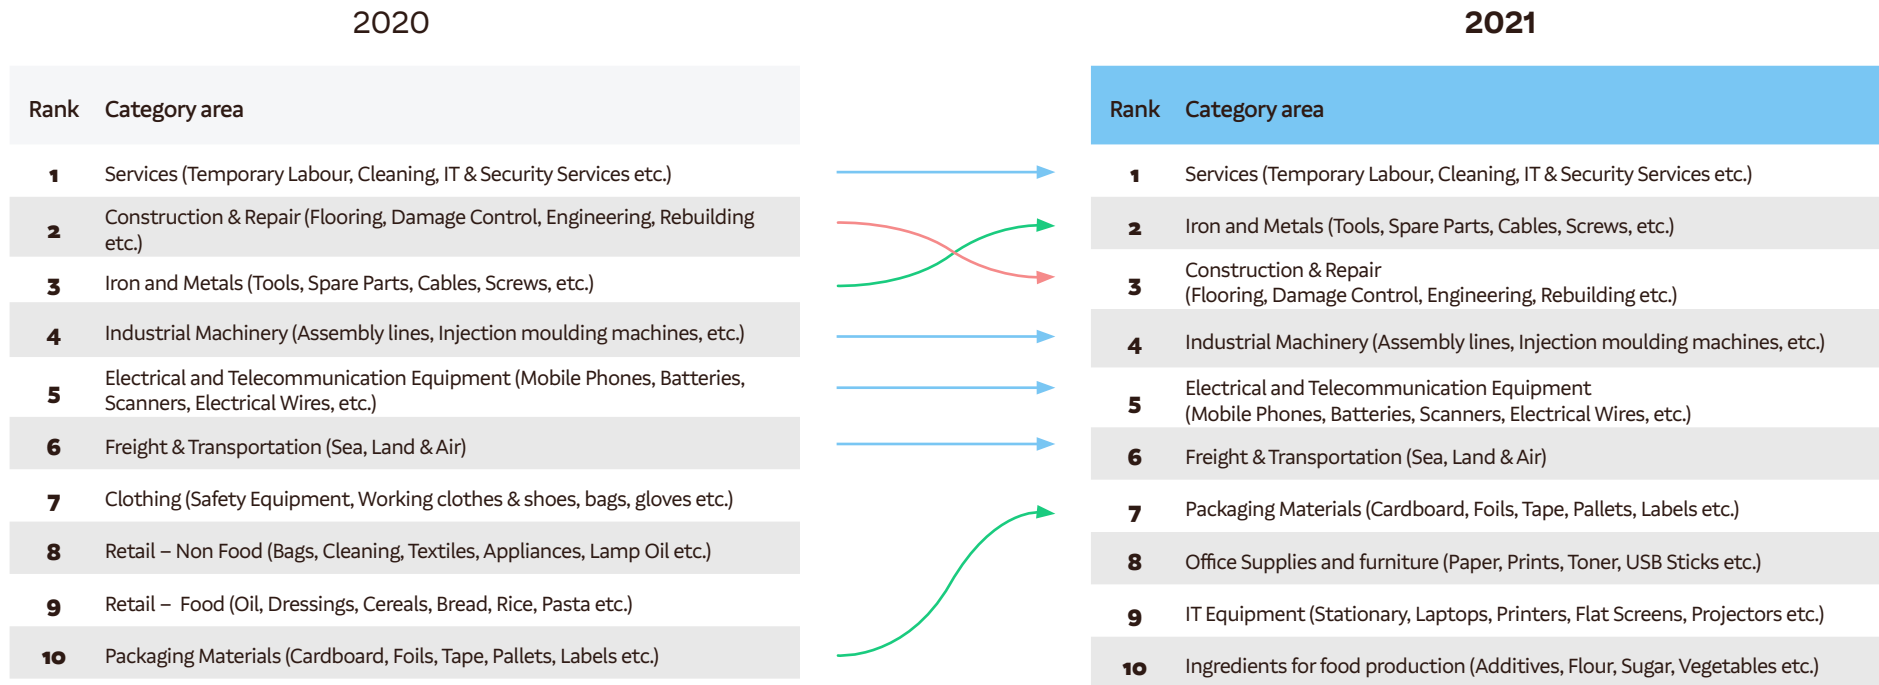 2020
Rank Category area
1 Services (Temporary Labour, Cleaning, IT & Security Services etc.)
2 Construction & Repair (Flooring, Damage Control, Engineering, Rebuilding
etc.)
3 Iron and Metals (Tools, Spare Parts, Cables, Screws, etc.)
4 Industrial Machinery (Assembly lines, Injection moulding machines, etc.)
5 Electrical and Telecommunication Equipment (Mobile Phones, Batteries,
Scanners, Electrical Wires, etc.)
6 Freight & Transportation (Sea, Land & Air)
7 Clothing (Safety Equipment, Working clothes & shoes, bags, gloves etc.)
8 Retail – Non Food (Bags, Cleaning, Textiles, Appliances, Lamp Oil etc.)
9 Retail – Food (Oil, Dressings, Cereals, Bread, Rice, Pasta etc.)
10 Packaging Materials (Cardboard, Foils, Tape, Pallets, Labels etc.)
2021
Rank Category area
1 Services (Temporary Labour, Cleaning, IT & Security Services etc.)
2 Iron and Metals (Tools, Spare Parts, Cables, Screws, etc.)
3 Construction & Repair
(Flooring, Damage Control, Engineering, Rebuilding etc.)
4 Industrial Machinery (Assembly lines, Injection moulding machines, etc.)
5 Electrical and Telecommunication Equipment
(Mobile Phones, Batteries, Scanners, Electrical Wires, etc.)
6 Freight & Transportation (Sea, Land & Air)
7 Packaging Materials (Cardboard, Foils, Tape, Pallets, Labels etc.)
8 Office Supplies and furniture (Paper, Prints, Toner, USB Sticks etc.)
9 IT Equipment (Stationary, Laptops, Printers, Flat Screens, Projectors etc.)
10 Ingredients for food production (Additives, Flour, Sugar, Vegetables etc.)